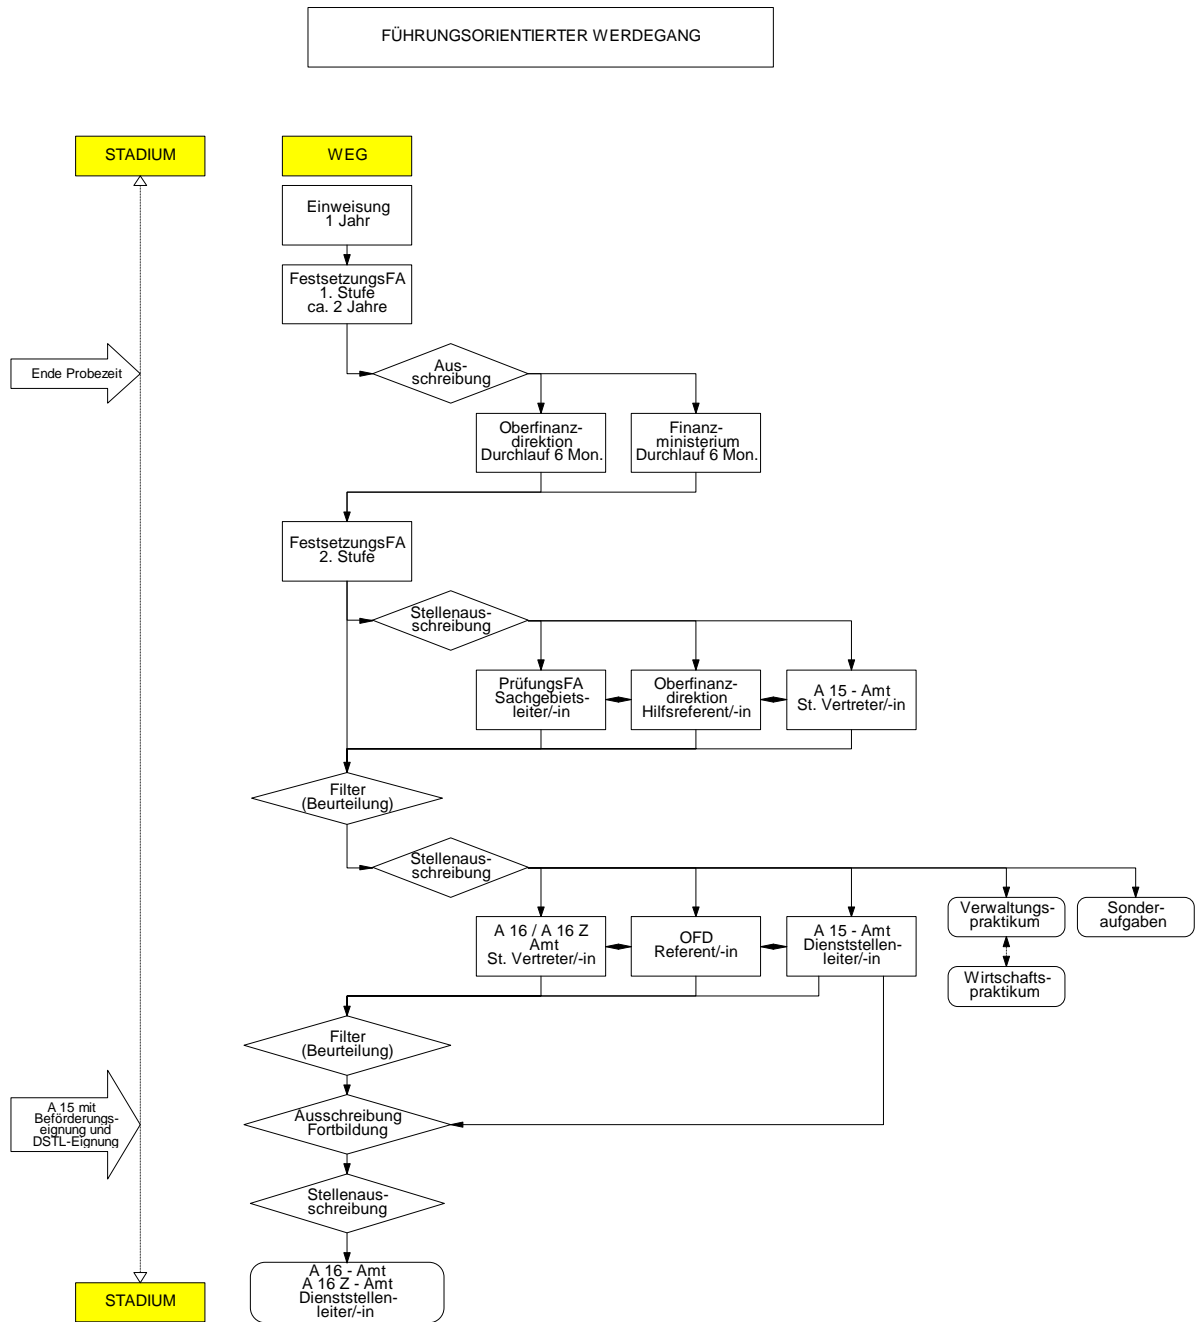 FÜHRUNGSORIENTIERTER WERDEGANG
STADIUM
WEG
Einweisung
1 Jahr
FestsetzungsFA
1. Stufe
ca. 2 Jahre
Ende Probezeit
Aus-
schreibung
Oberfinanz-
direktion
Durchlauf 6 Mon.
Finanz-
ministerium
Durchlauf 6 Mon.
FestsetzungsFA
2. Stufe
Stellenaus-
schreibung
PrüfungsFA
Sachgebiets-
leiter/-in
Oberfinanz-
direktion
Hilfsreferent/-in
A 15 - Amt
St. Vertreter/-in
Filter
(Beurteilung)
Stellenaus-
schreibung
A 16 / A 16 Z
Amt
St. Vertreter/-in
OFD
Referent/-in
A 15 - Amt
Dienststellen-
leiter/-in
Verwaltungs-
praktikum
Sonder-
aufgaben
Wirtschafts-
praktikum
Filter
(Beurteilung)
A 15 mit
Beförderungs-
eignung und
DSTL-Eignung
Ausschreibung
Fortbildung
Stellenaus-
schreibung
A 16 - Amt
A 16 Z - Amt
Dienststellen-
leiter/-in
STADIUM